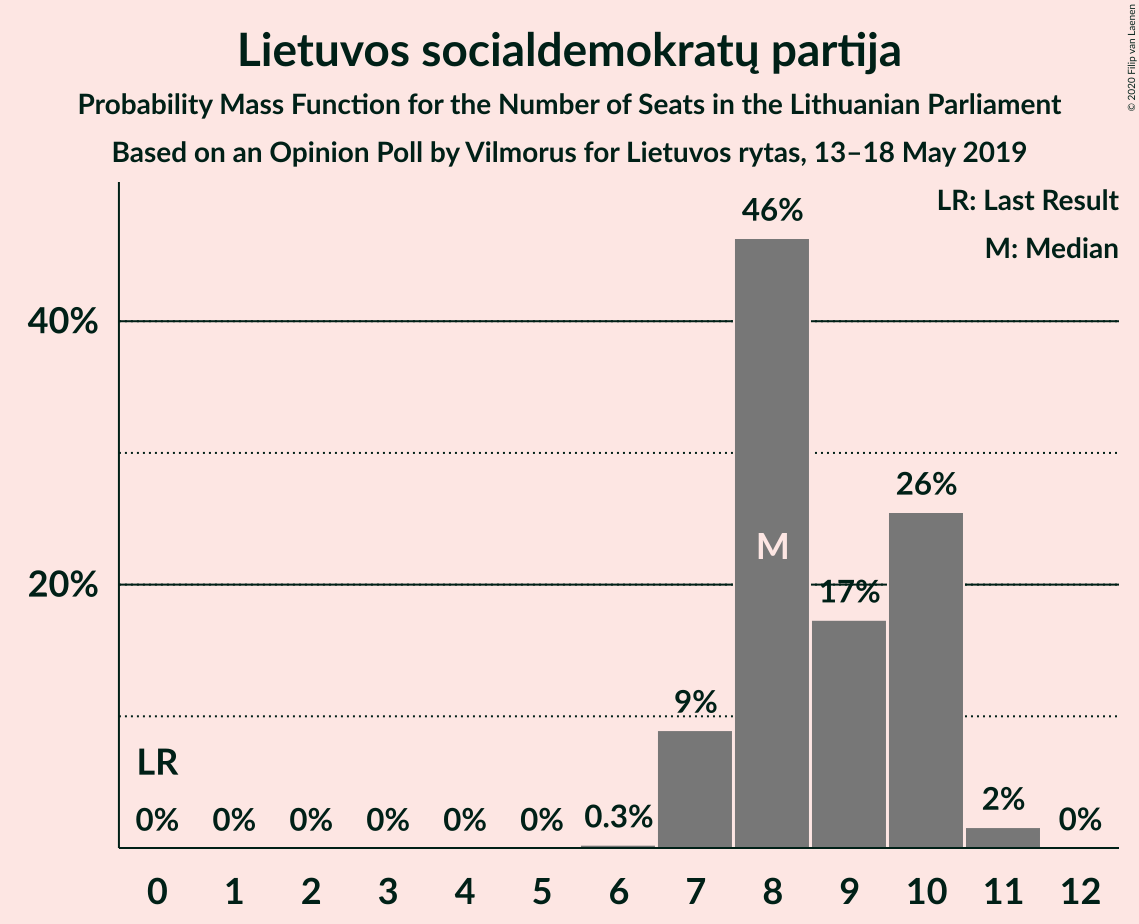 Lietuvos socialdemokratų partija
Probability Mass Function for the Number of Seats in the Lithuanian Parliament
Based on an Opinion Poll by Vilmorus for Lietuvos rytas, 13–18 May 2019
© 2020 Filip van Laenen
LR: Last Result
M: Median
46%
40%
26%
M
20%
17%
9%
LR
0% 0% 0% 0% 0% 0% 0.3% 2% 0%
0 1 2 3 4 5 6 7 8 9 10 11 12